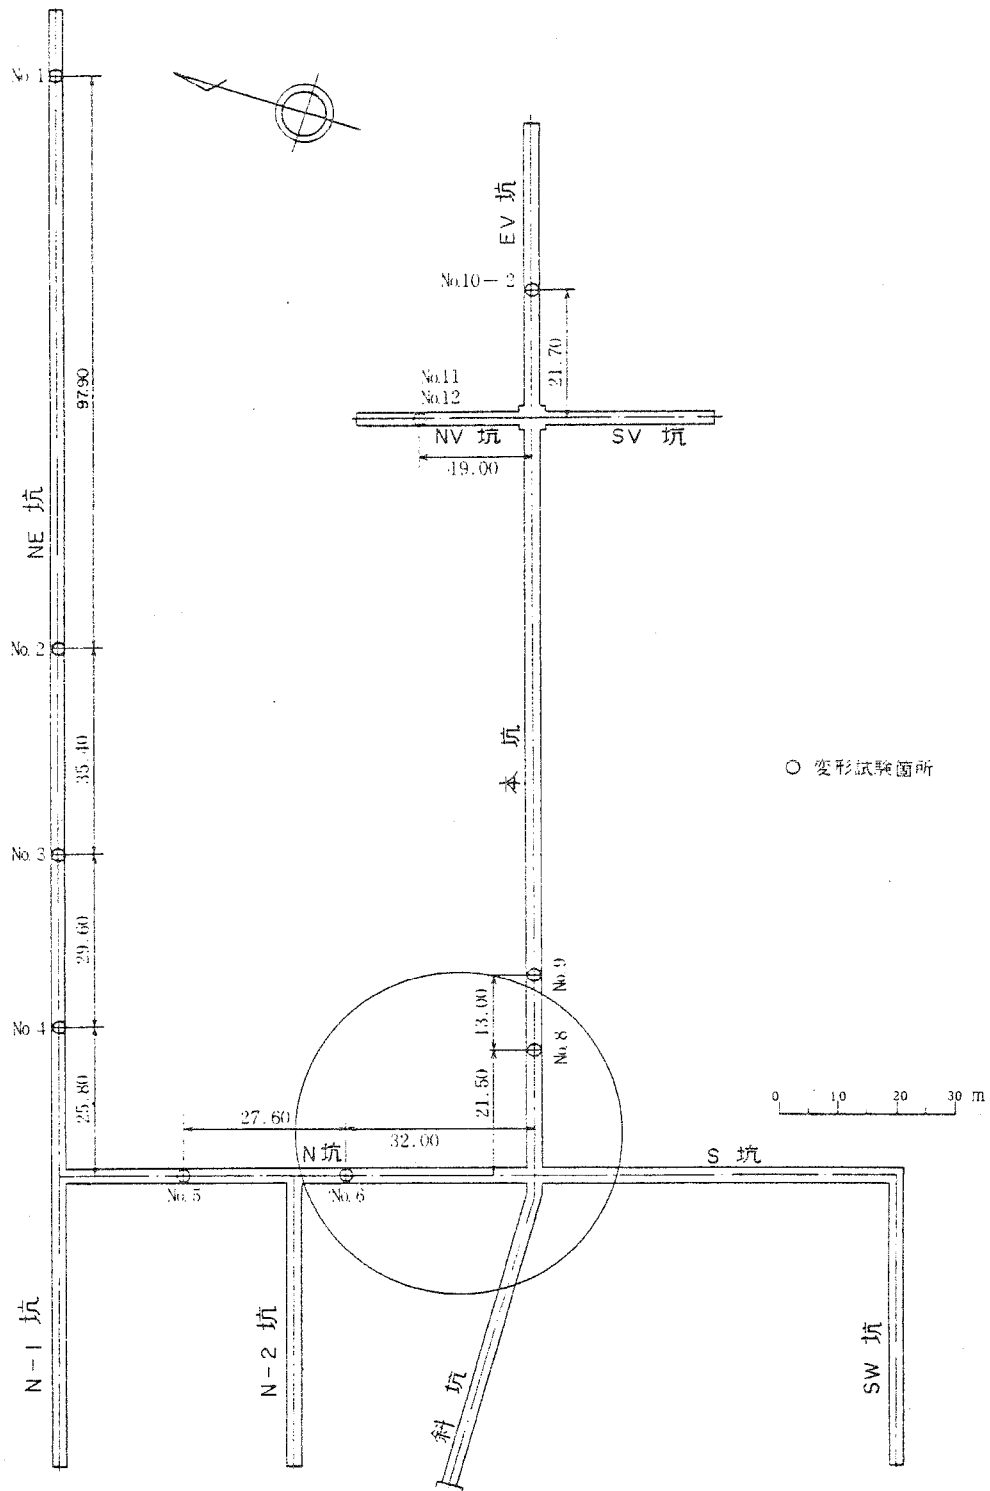 No.1
EV 坑
No.10－2
21.70
97.90
No.11
No.12
NV 坑
SV 坑
19.00
NE 坑
No.2
本 坑
35.40
○ 変形試験箇所
No.3
29.60
No.9
13.00
No.4
No.8
25.80
21.50
0 10 20 30 m
27.60
32.00
N 坑
S 坑
No.5
No.6
N－1 坑
N－2 坑
斜 坑
SW 坑